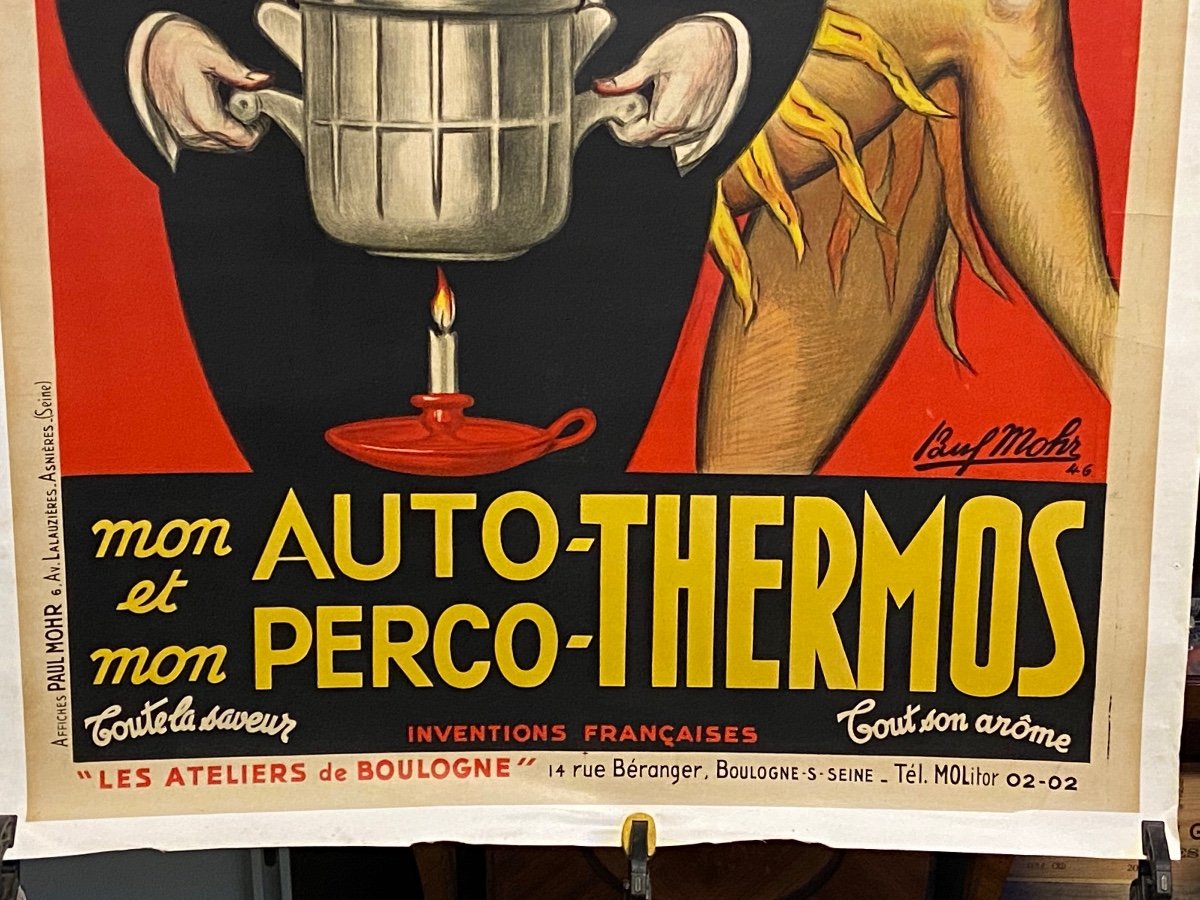 Paul Mohr
46
mon AUTO-THERMOS
et
mon PERCO-
Toute la saveur
Tout son arôme
INVENTIONS FRANÇAISES
"LES ATELIERS de BOULOGNE" 14 rue Béranger, BOULOGNE-S-SEINE _ Tél. MOLitor 02-02
AFFICHES PAUL MOHR 6, AV. LALAUZIÈRES. ASNIÈRES.(Seine)